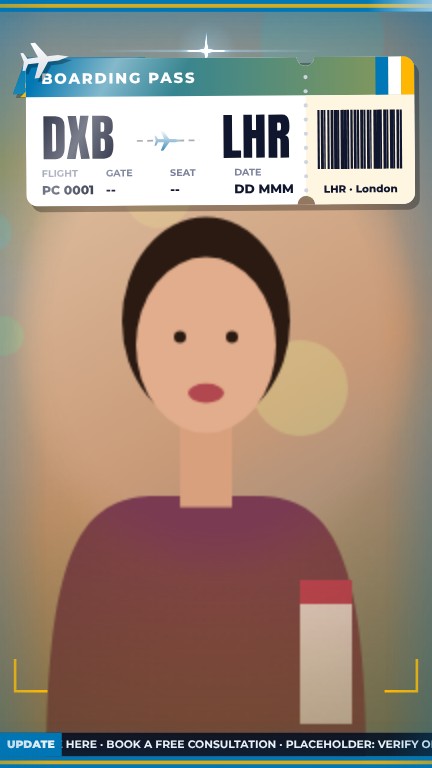 BOARDING PASS
DXB LHR
FLIGHT GATE SEAT DATE
PC 0001 -- -- DD MMM
LHR · London
UPDATE HERE · BOOK A FREE CONSULTATION · PLACEHOLDER: VERIFY